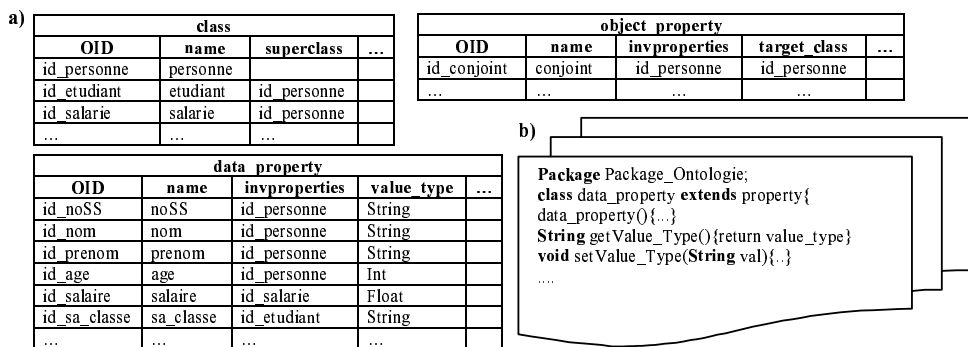 a)
class
OID name superclass ...
id_personne personne
id_etudiant etudiant id_personne
id_salarie salarie id_personne
... ... ...
object_property
OID name invproperties target_class ...
id_conjoint conjoint id_personne id_personne
... ... ... ...
data_property
OID name invproperties value_type ...
id_noSS noSS id_personne String
id_nom nom id_personne String
id_prenom prenom id_personne String
id_age age id_personne Int
id_salaire salaire id_salarie Float
id_sa_classe sa_classe id_etudiant String
... ... ... ...
b)
Package Package_Ontologie;
class data_property extends property{
data_property(){...}
String getValue_Type(){return value_type}
void setValue_Type(String val){..}
....